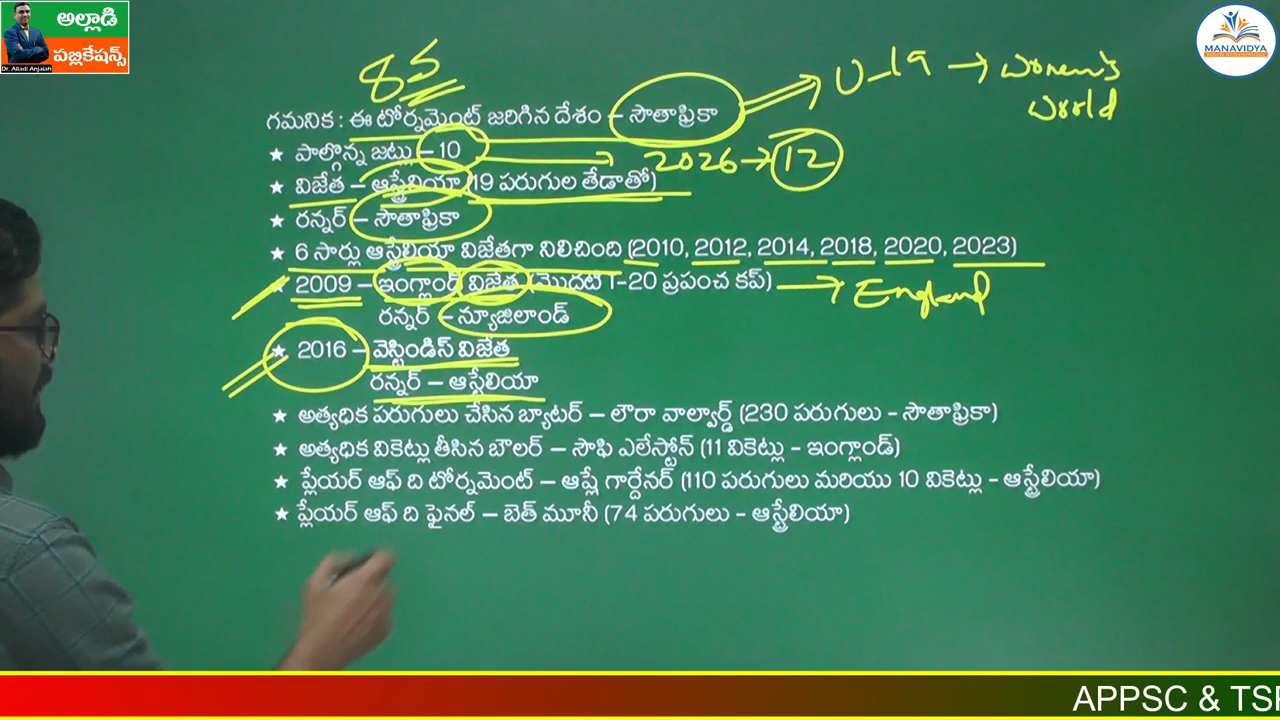 అల్లాడి
పబ్లికేషన్స్
Dr. Alladi Anjaiah
MANAVIDYA
8S
U-19 → women's
world
గమనిక : ఈ టోర్నమెంట్ జరిగిన దేశం – సౌతాఫ్రికా
★ పాల్గొన్న జట్లు – 10 → 2026 → 12
★ విజేత – ఆస్ట్రేలియా (19 పరుగుల తేడాతో)
★ రన్నర్ – సౌతాఫ్రికా
★ 6 సార్లు ఆస్ట్రేలియా విజేతగా నిలిచింది (2010, 2012, 2014, 2018, 2020, 2023)
★ 2009 – ఇంగ్లాండ్ విజేత (మొదటి T-20 ప్రపంచ కప్) → England
రన్నర్ – న్యూజిలాండ్
★ 2016 – వెస్టిండిస్ విజేత
రన్నర్ – ఆస్ట్రేలియా
★ అత్యధిక పరుగులు చేసిన బ్యాటర్ – లౌరా వాల్వార్డ్ (230 పరుగులు - సౌతాఫ్రికా)
★ అత్యధిక వికెట్లు తీసిన బౌలర్ – సోఫి ఎలేస్టోన్ (11 వికెట్లు - ఇంగ్లాండ్)
★ ప్లేయర్ ఆఫ్ ది టోర్నమెంట్ – ఆష్లే గార్డేనర్ (110 పరుగులు మరియు 10 వికెట్లు - ఆస్ట్రేలియా)
★ ప్లేయర్ ఆఫ్ ది ఫైనల్ – బెత్ మూనీ (74 పరుగులు - ఆస్ట్రేలియా)
APPSC & TSP